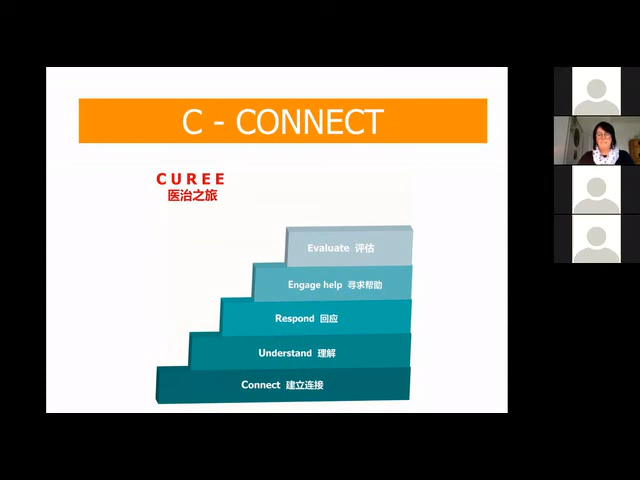 C - CONNECT
C U R E E
医治之旅
Evaluate 评估
Engage help 寻求帮助
Respond 回应
Understand 理解
Connect 建立连接